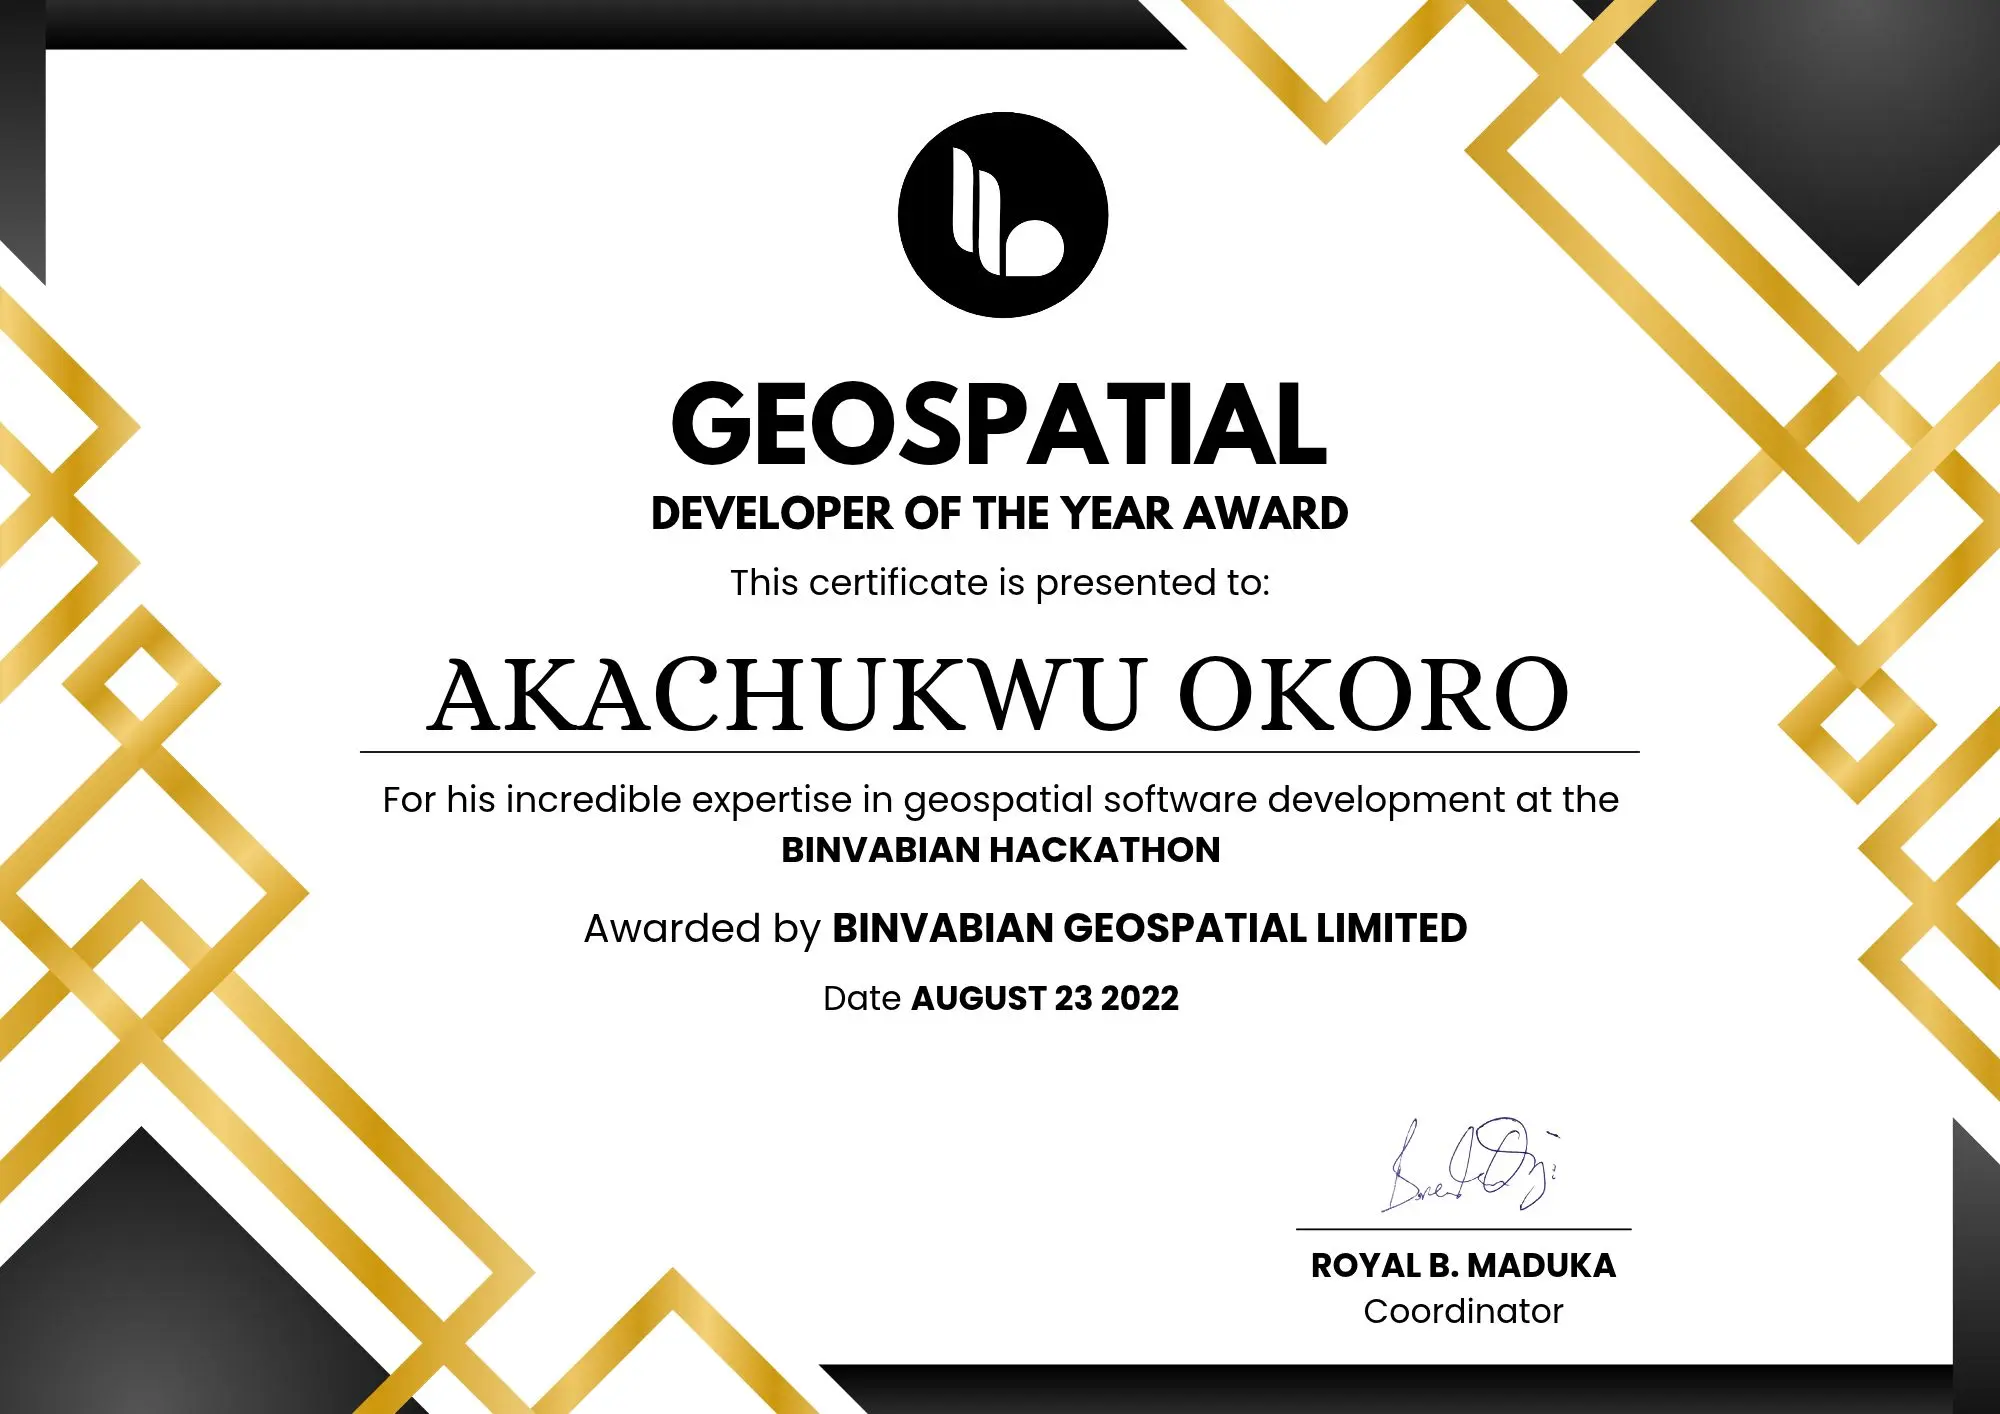 GEOSPATIAL
DEVELOPER OF THE YEAR AWARD
This certificate is presented to:
AKACHUKWU OKORO
For his incredible expertise in geospatial software development at the
BINVABIAN HACKATHON
Awarded by BINVABIAN GEOSPATIAL LIMITED
Date AUGUST 23 2022
ROYAL B. MADUKA
Coordinator